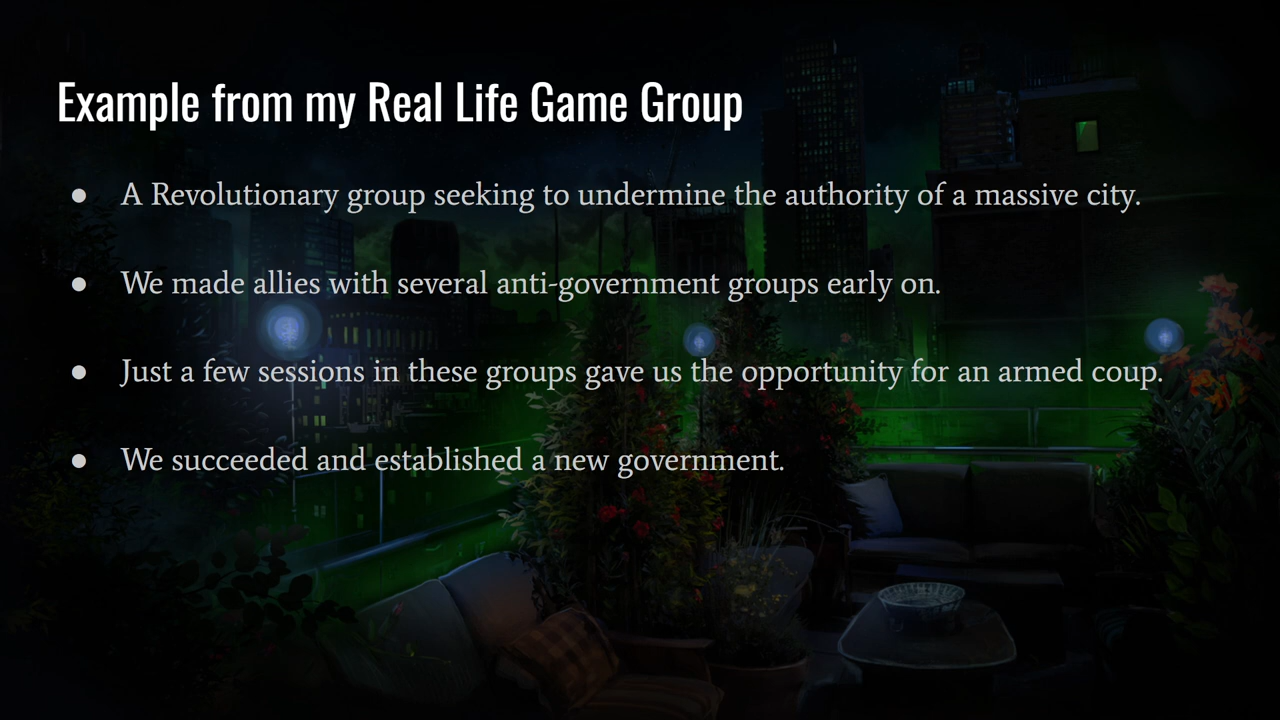 Example from my Real Life Game Group
● A Revolutionary group seeking to undermine the authority of a massive city.
● We made allies with several anti-government groups early on.
● Just a few sessions in these groups gave us the opportunity for an armed coup.
● We succeeded and established a new government.